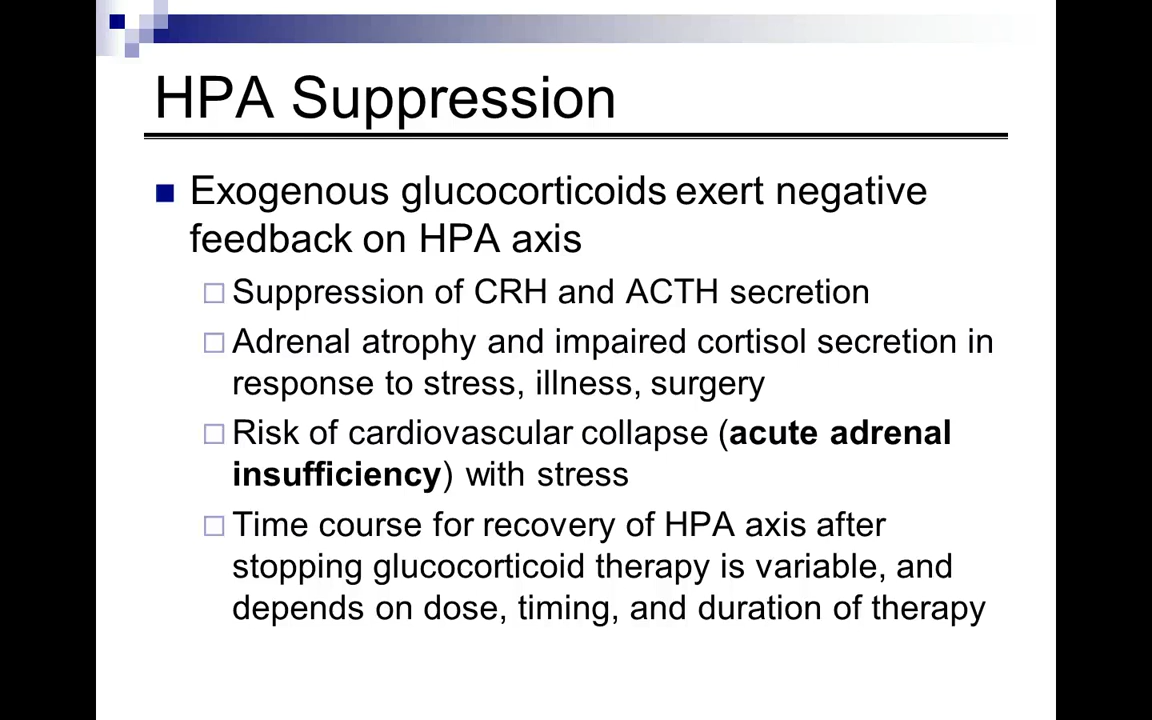 HPA Suppression
Exogenous glucocorticoids exert negative
feedback on HPA axis
Suppression of CRH and ACTH secretion
Adrenal atrophy and impaired cortisol secretion in
response to stress, illness, surgery
Risk of cardiovascular collapse (acute adrenal
insufficiency) with stress
Time course for recovery of HPA axis after
stopping glucocorticoid therapy is variable, and
depends on dose, timing, and duration of therapy